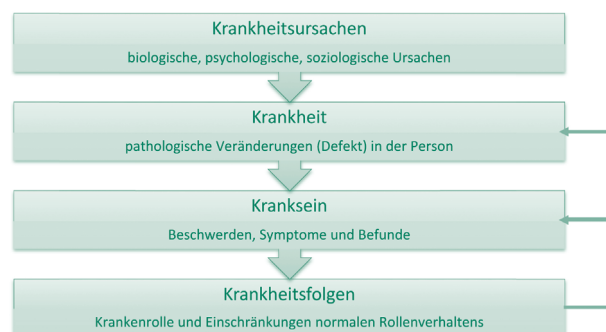 Krankheitsursachen
biologische, psychologische, soziologische Ursachen
Krankheit
pathologische Veränderungen (Defekt) in der Person
Kranksein
Beschwerden, Symptome und Befunde
Krankheitsfolgen
Krankenrolle und Einschränkungen normalen Rollenverhaltens